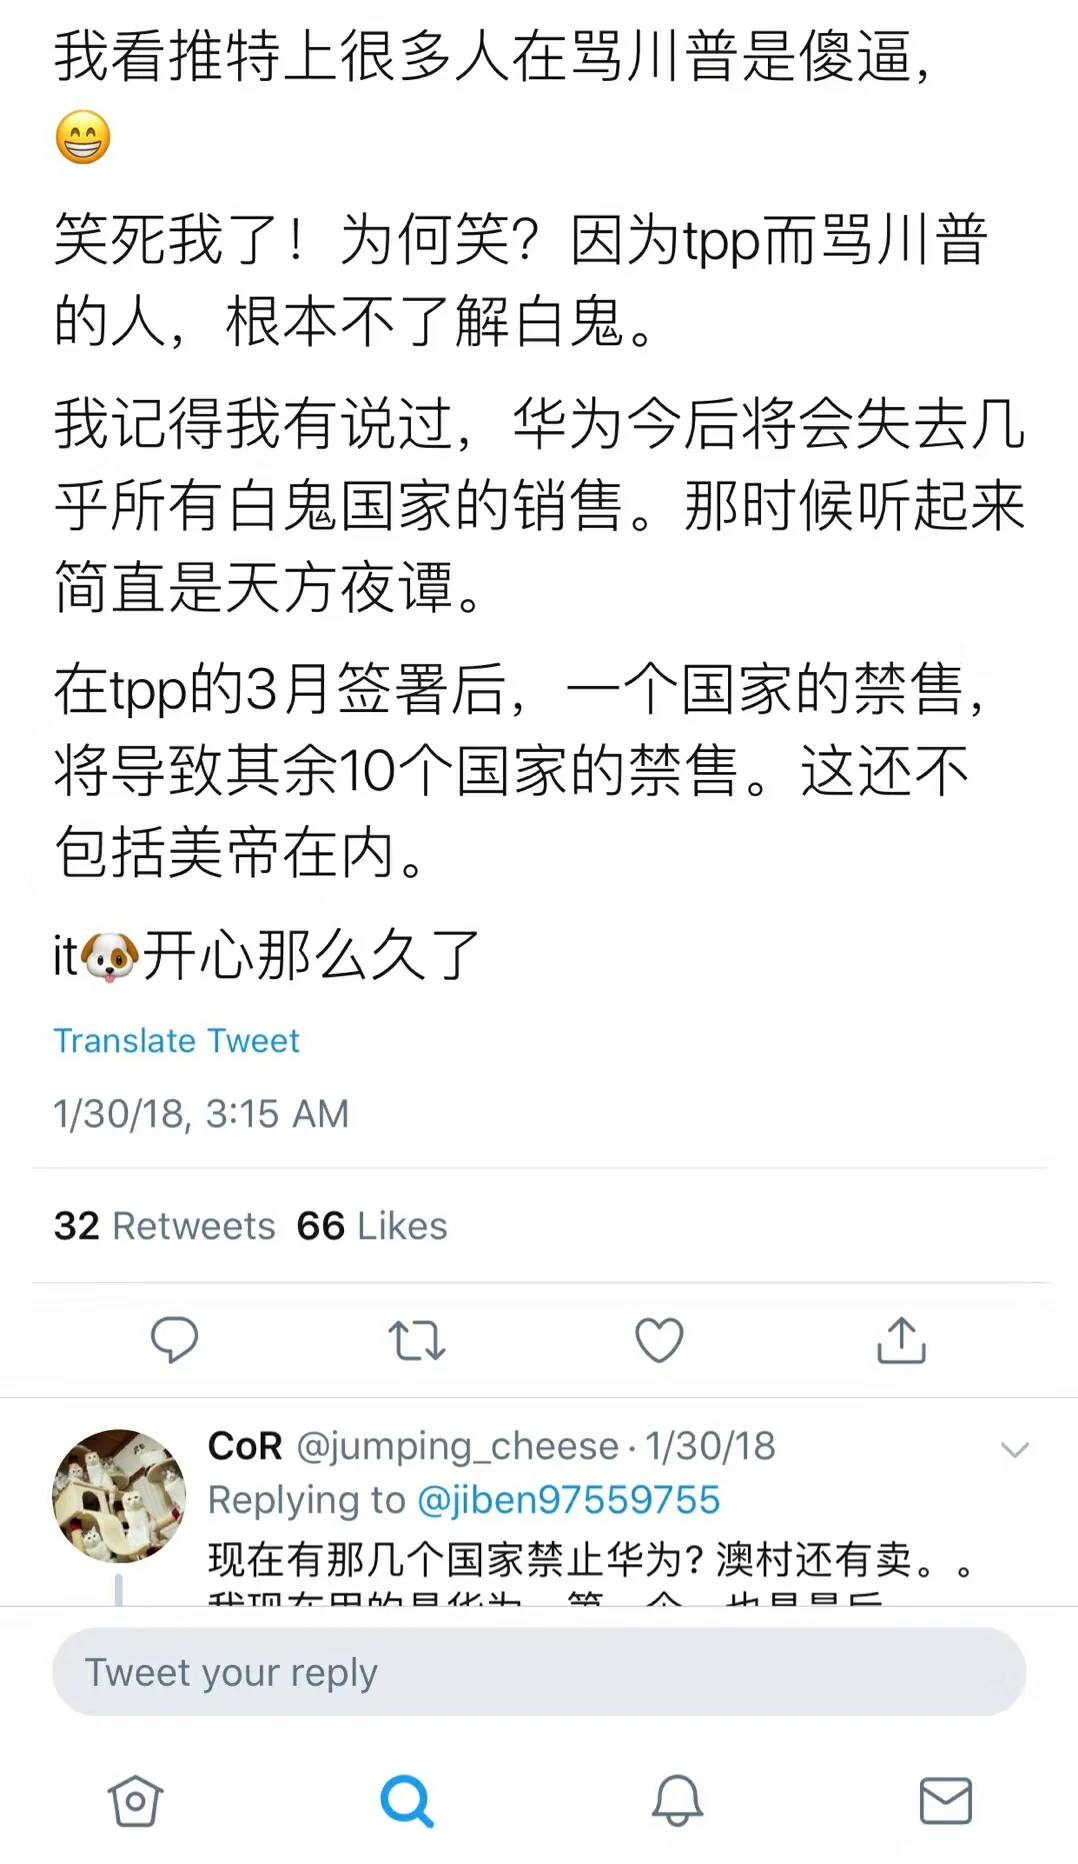 我看推特上很多人在骂川普是傻逼，
😁
笑死我了！为何笑？因为tpp而骂川普
的人，根本不了解白鬼。
我记得我有说过，华为今后将会失去几
乎所有白鬼国家的销售。那时候听起来
简直是天方夜谭。
在tpp的3月签署后，一个国家的禁售，
将导致其余10个国家的禁售。这还不
包括美帝在内。
it🐶开心那么久了
Translate Tweet
1/30/18, 3:15 AM
32 Retweets 66 Likes
CoR @jumping_cheese · 1/30/18
Replying to @jiben97559755
现在有那几个国家禁止华为? 澳村还有卖。。
Tweet your reply